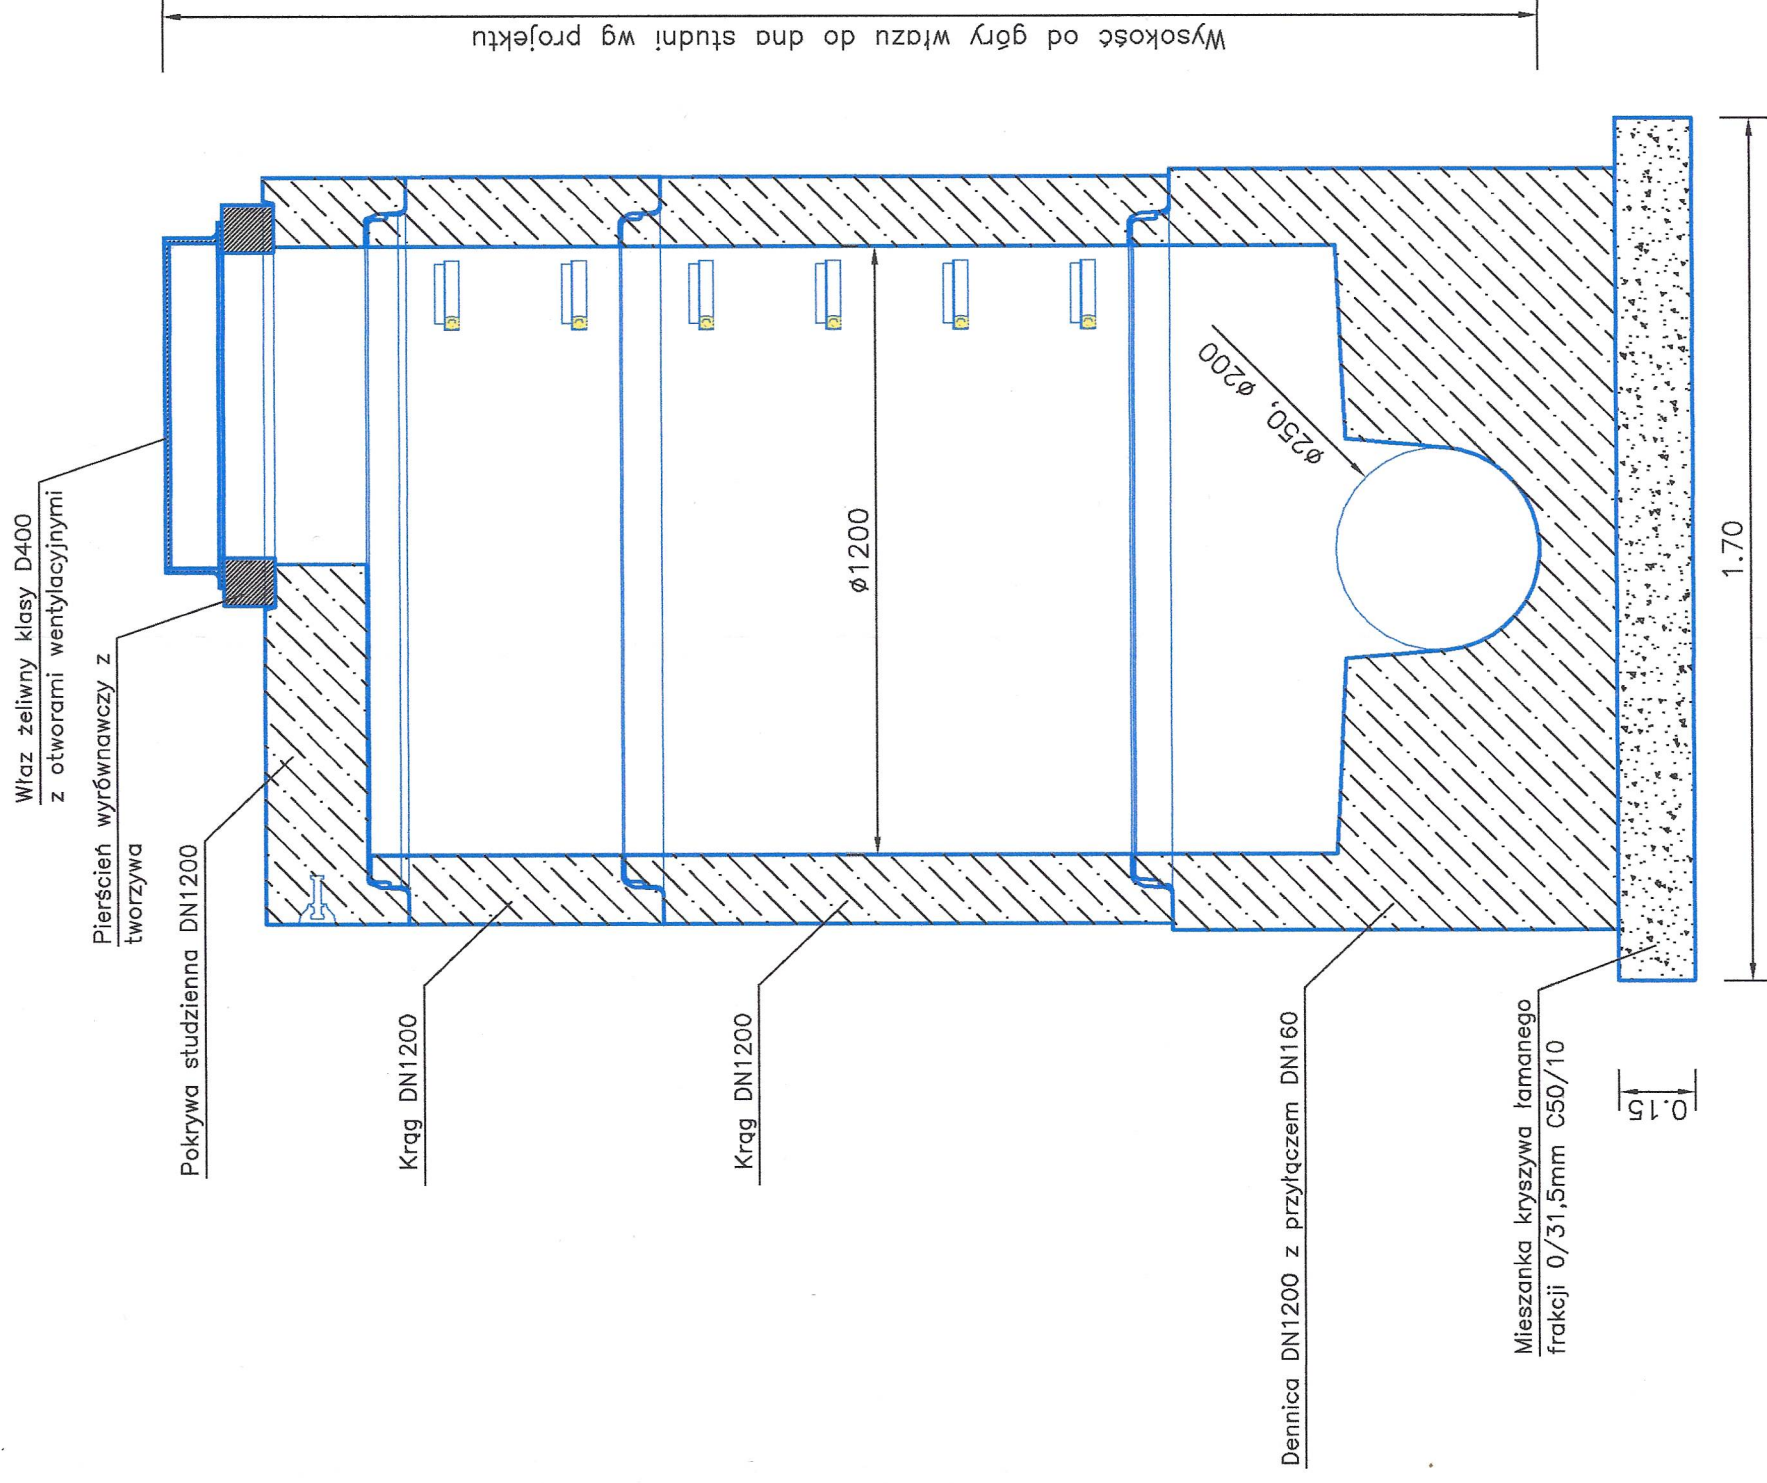 Wysokość od góry włazu do dna studni wg projektu
Właz żeliwny klasy D400
z otworami wentylacyjnymi
Pierścień wyrównawczy z
tworzywa
Pokrywa studzienna DN1200
Krąg DN1200
Krąg DN1200
Dennica DN1200 z przyłączem DN160
Mieszanka kryszywa łamanego
frakcji 0/31,5mm C50/10
ø1200
ø250, ø200
1.70
0.15